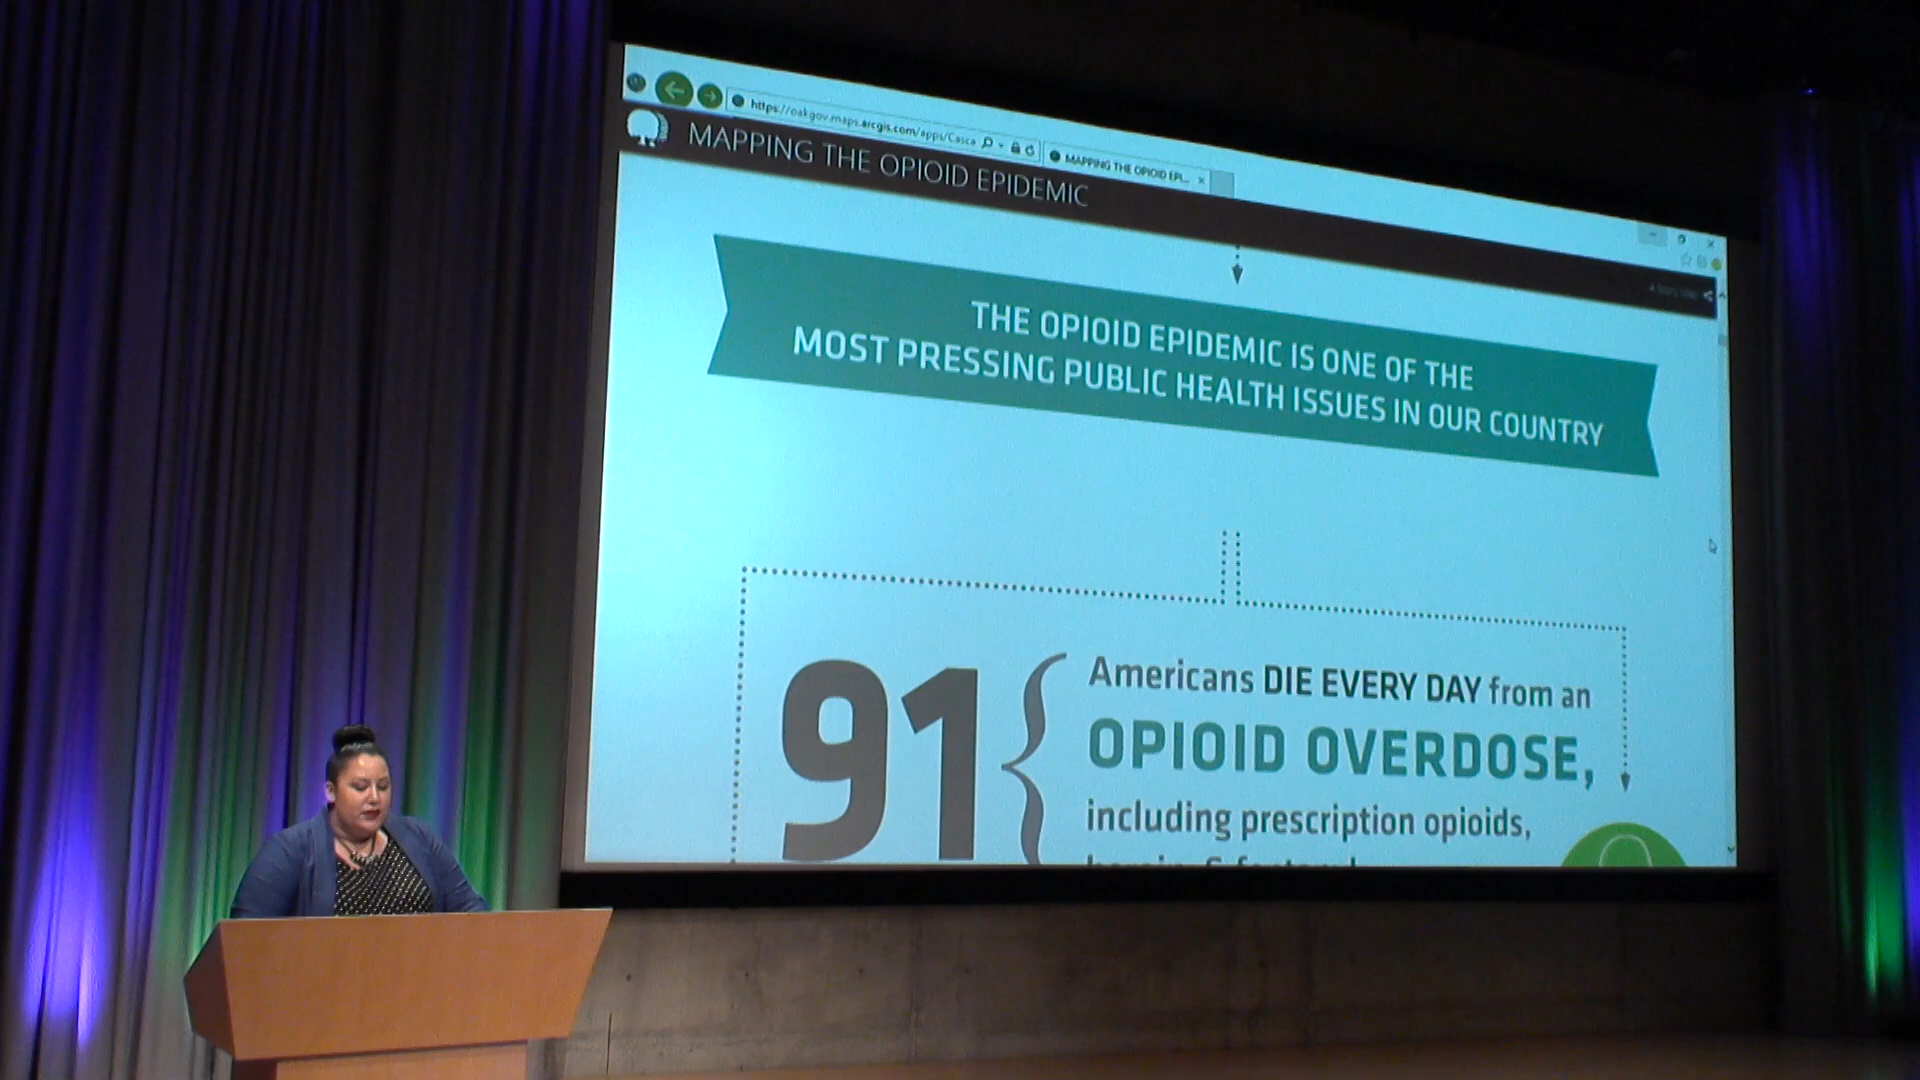 https://oakgov.maps.arcgis.com/apps/Casca
MAPPING THE OPIOID EPI...
MAPPING THE OPIOID EPIDEMIC
THE OPIOID EPIDEMIC IS ONE OF THE
MOST PRESSING PUBLIC HEALTH ISSUES IN OUR COUNTRY
91
Americans DIE EVERY DAY from an
OPIOID OVERDOSE,
including prescription opioids,